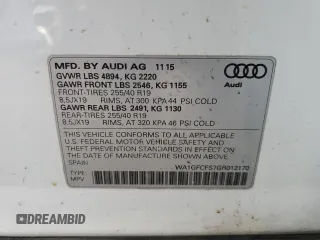 MFD. BY AUDI AG 11 15
GVWR LBS 4894, KG 2220
GAWR FRONT LBS 2546, KG 1155
FRONT-TIRES 255/40 R19
8.5JX19 RIMS, AT 300 KPA 44 PSI COLD
GAWR REAR LBS 2491, KG 1130
REAR-TIRES 255/40 R19
8.5JX19 RIMS, AT 320 KPA 46 PSI COLD
THIS VEHICLE CONFORMS TO ALL APPLICABLE
U.S. FEDERAL MOTOR VEHICLE SAFETY AND
THEFT PREVENTION STANDARDS IN EFFECT ON
THE DATE OF MANUFACTURE SHOWN ABOVE.
SPAIN
TYPE: WA1GFCFS7GR012170
MPV
Audi
BIDFAX